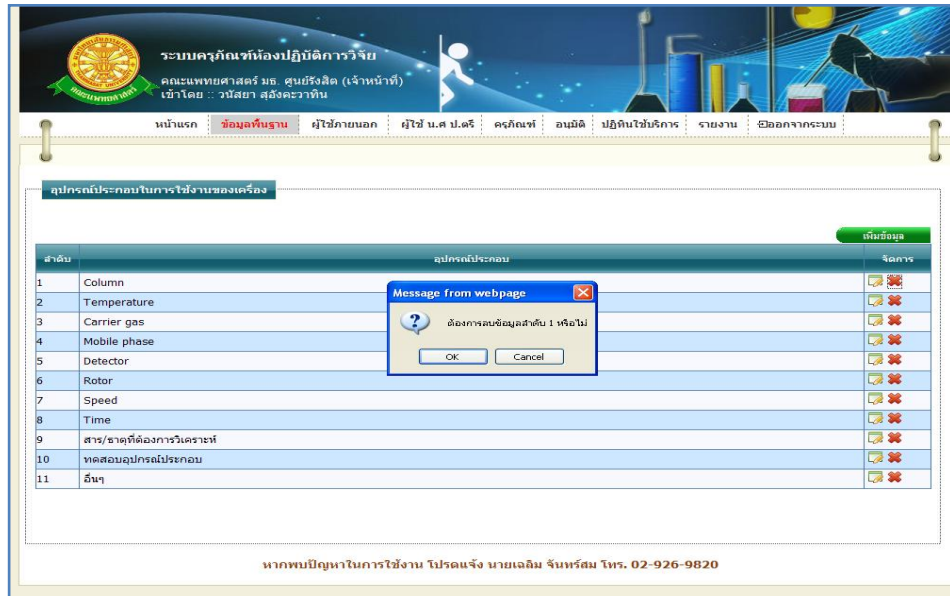 ระบบครุภัณฑ์ห้องปฏิบัติการวิจัย
คณะแพทยศาสตร์ มธ. ศูนย์รังสิต (เจ้าหน้าที่)
เข้าโดย :: วนัสยา สุอังคะวาทิน
คณะแพทยศาสตร์
หน้าแรก ข้อมูลพื้นฐาน ผู้ใช้ภายนอก ผู้ใช้ น.ศ ป.ตรี ครุภัณฑ์ อนุมัติ ปฏิทินใช้บริการ รายงาน ออกจากระบบ
อุปกรณ์ประกอบในการใช้งานของเครื่อง
เพิ่มข้อมูล
ลำดับ อุปกรณ์ประกอบ จัดการ
1 Column
2 Temperature
3 Carrier gas
4 Mobile phase
5 Detector
6 Rotor
7 Speed
8 Time
9 สาร/ธาตุที่ต้องการวิเคราะห์
10 ทดสอบอุปกรณ์ประกอบ
11 อื่นๆ
Message from webpage
ต้องการลบข้อมูลลำดับ 1 หรือไม่
OK Cancel
หากพบปัญหาในการใช้งาน โปรดแจ้ง นายเฉลิม จันทร์สม โทร. 02-926-9820